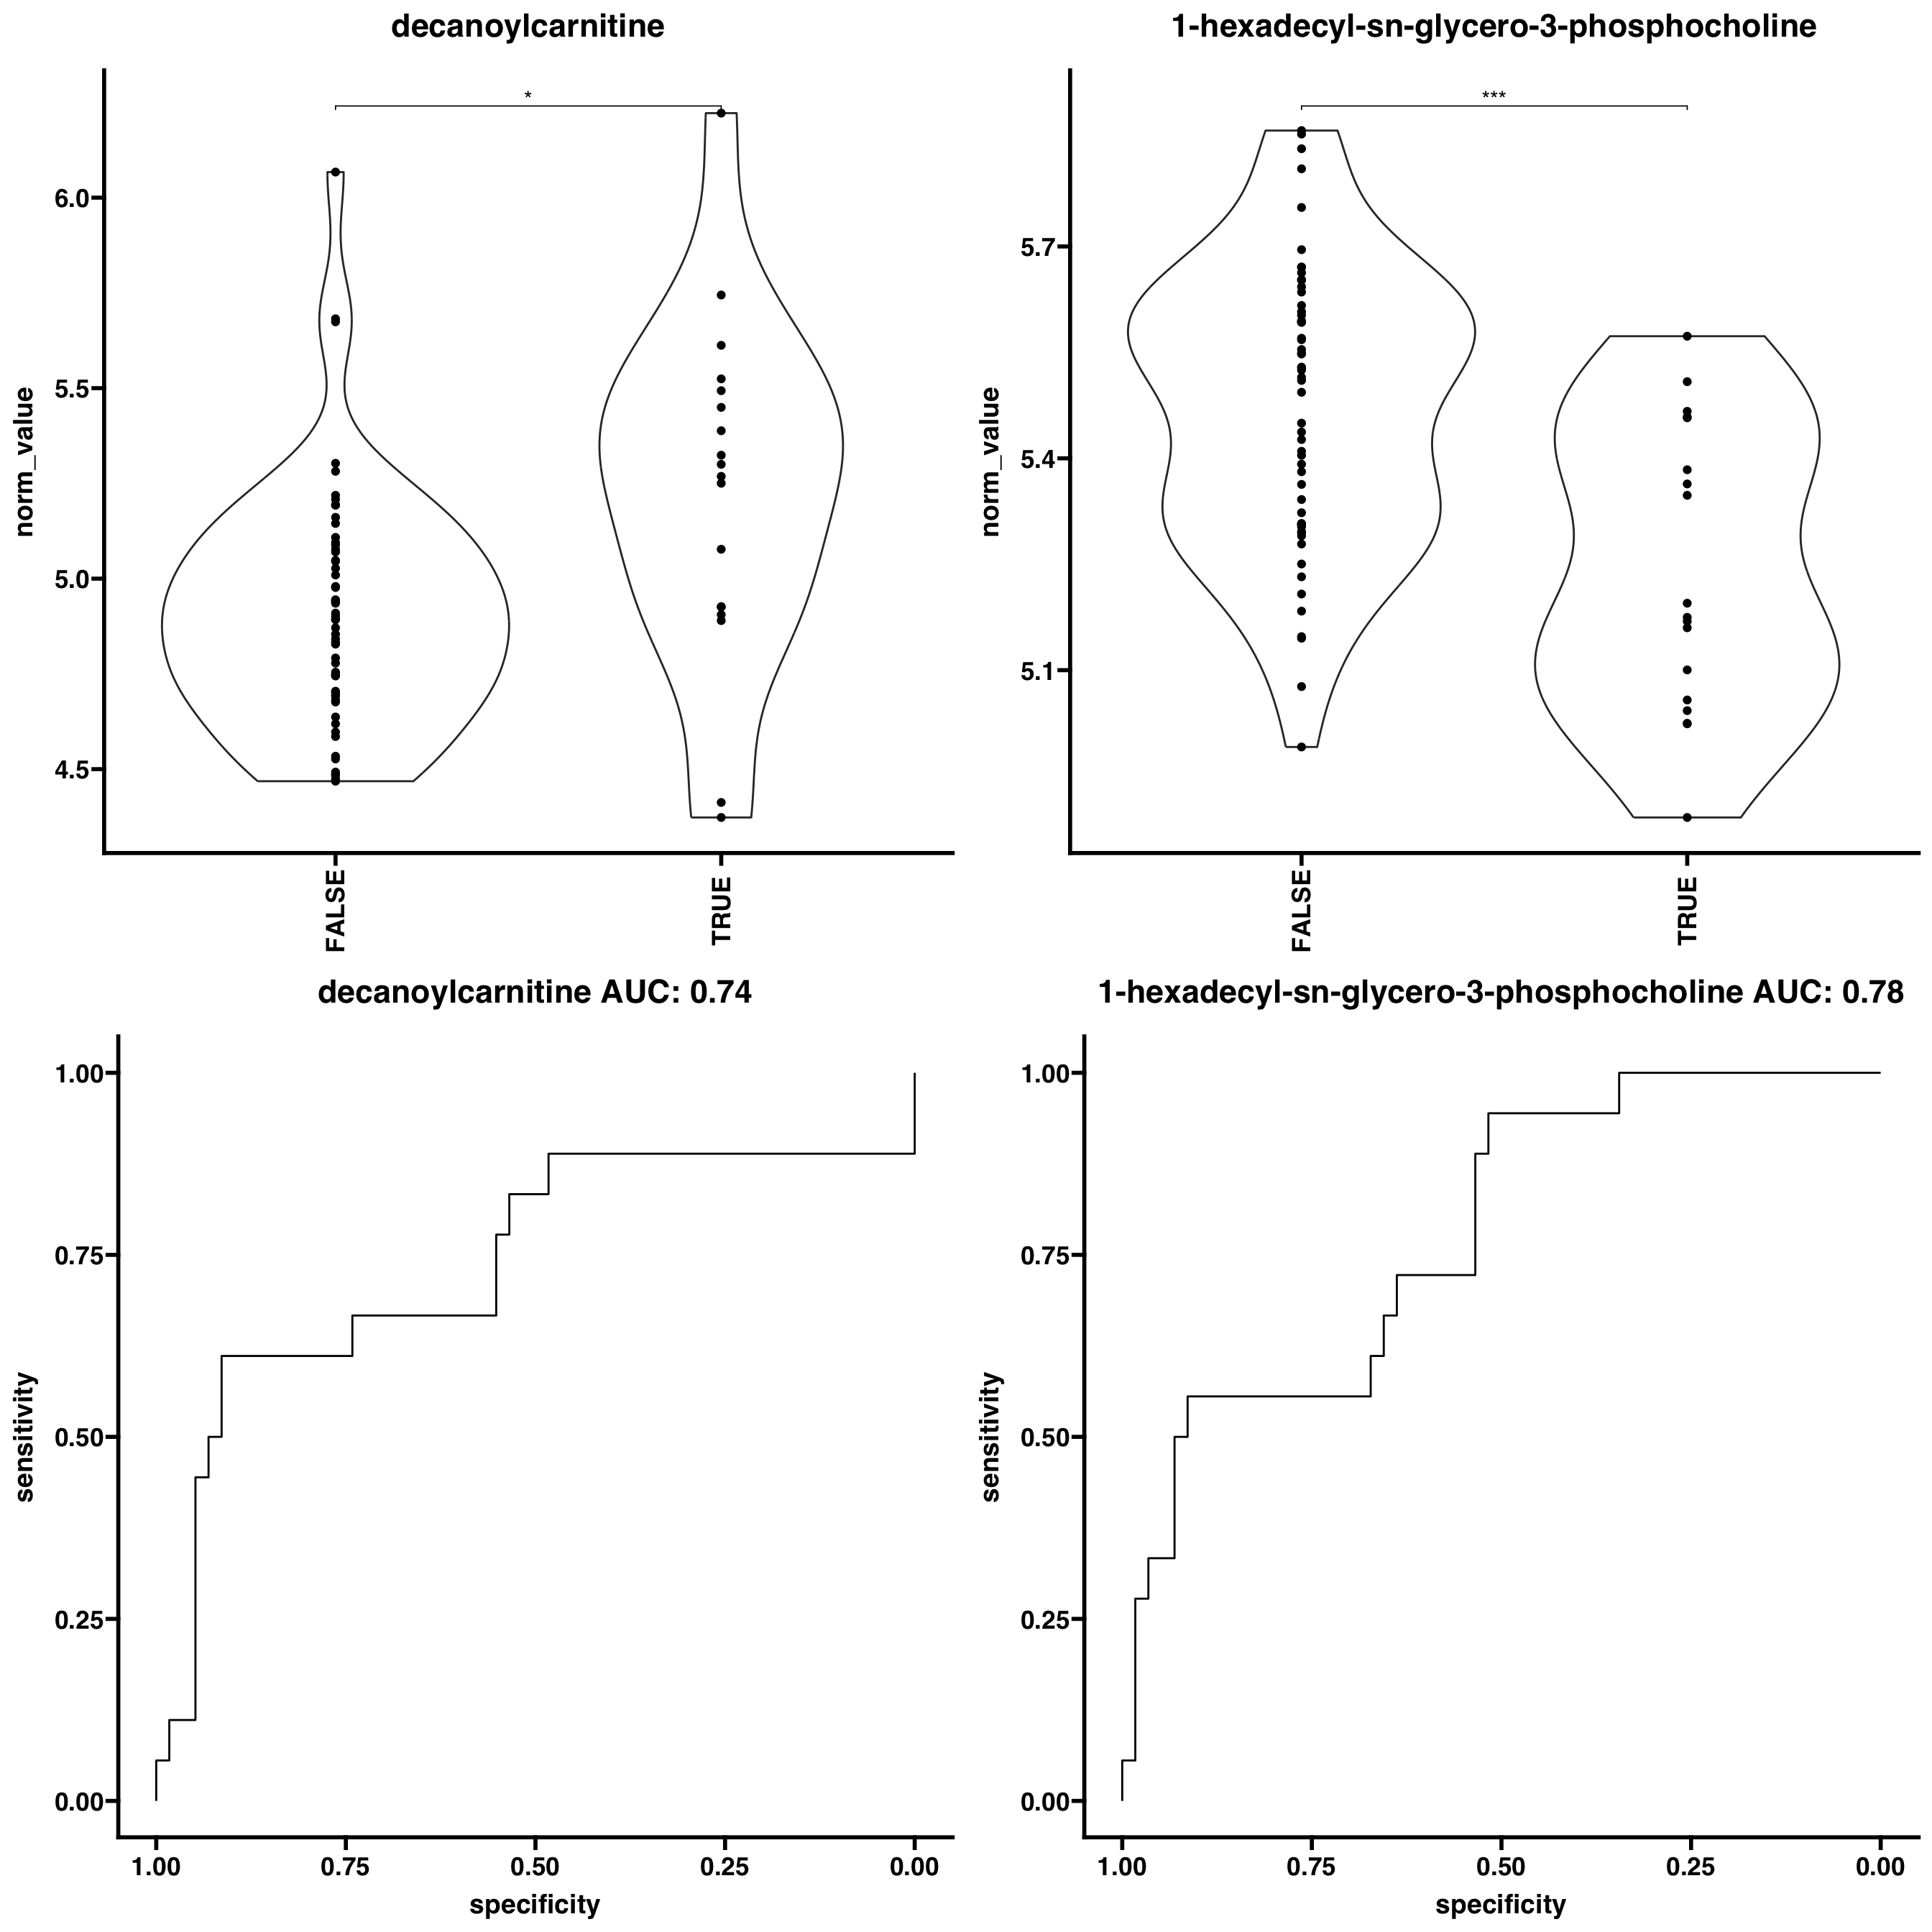 decanoylcarnitine
*
6.0
5.5
5.0
4.5
norm_value
FALSE
TRUE
1-hexadecyl-sn-glycero-3-phosphocholine
***
5.7
5.4
5.1
norm_value
FALSE
TRUE
decanoylcarnitine AUC: 0.74
1.00
0.75
0.50
0.25
0.00
sensitivity
1.00 0.75 0.50 0.25 0.00
specificity
1-hexadecyl-sn-glycero-3-phosphocholine AUC: 0.78
1.00
0.75
0.50
0.25
0.00
sensitivity
1.00 0.75 0.50 0.25 0.00
specificity